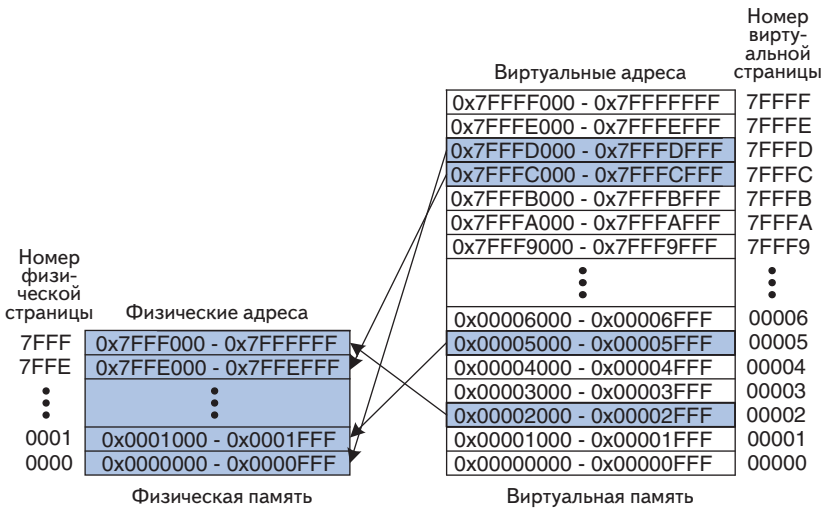 Номер
вирту-
альной
страницы
Виртуальные адреса
0x7FFFF000 - 0x7FFFFFFF 7FFFF
0x7FFFE000 - 0x7FFFEFFF 7FFFE
0x7FFFD000 - 0x7FFFDFFF 7FFFD
0x7FFFC000 - 0x7FFFCFFF 7FFFC
0x7FFFB000 - 0x7FFFBFFF 7FFFB
0x7FFFA000 - 0x7FFFAFFF 7FFFA
0x7FFF9000 - 0x7FFF9FFF 7FFF9
0x00006000 - 0x00006FFF 00006
0x00005000 - 0x00005FFF 00005
0x00004000 - 0x00004FFF 00004
0x00003000 - 0x00003FFF 00003
0x00002000 - 0x00002FFF 00002
0x00001000 - 0x00001FFF 00001
0x00000000 - 0x00000FFF 00000
Виртуальная память
Номер
физи-
ческой
страницы
Физические адреса
7FFF 0x7FFF000 - 0x7FFFFFF
7FFE 0x7FFE000 - 0x7FFEFFF
0001 0x0001000 - 0x0001FFF
0000 0x0000000 - 0x0000FFF
Физическая память